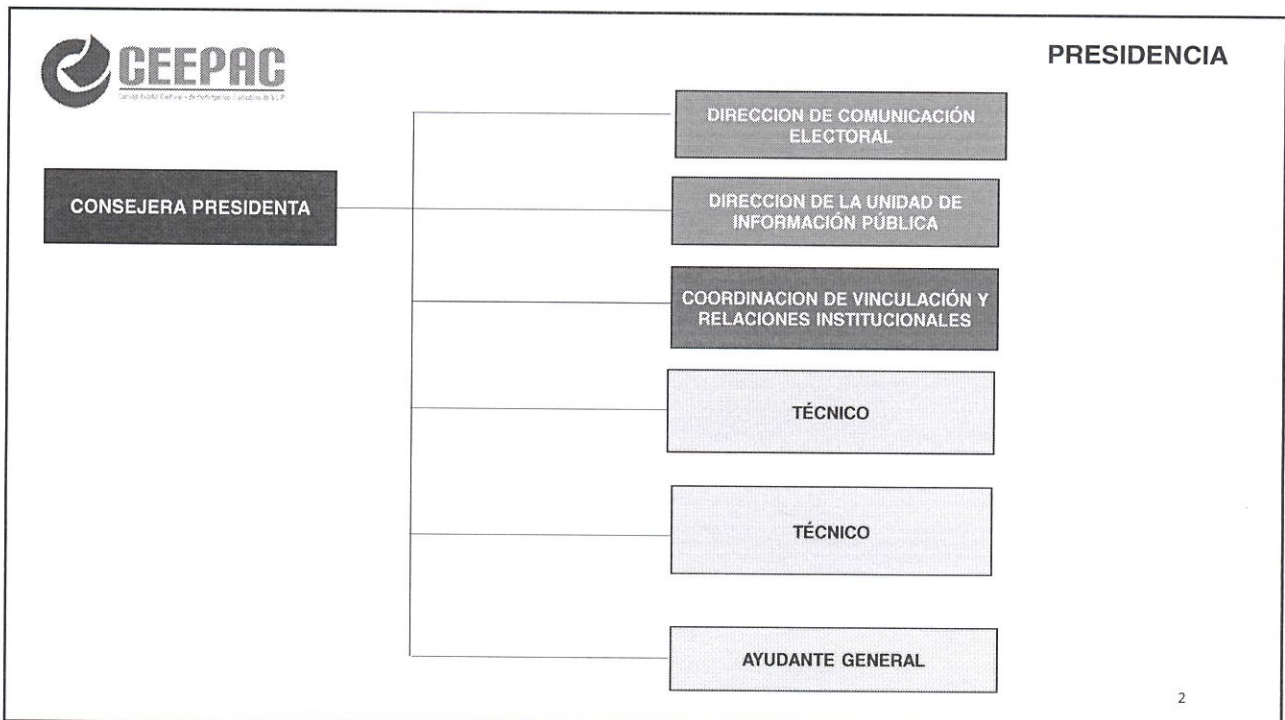 CEEPAC
PRESIDENCIA
DIRECCION DE COMUNICACIÓN
ELECTORAL
CONSEJERA PRESIDENTA
DIRECCION DE LA UNIDAD DE
INFORMACIÓN PÚBLICA
COORDINACION DE VINCULACIÓN Y
RELACIONES INSTITUCIONALES
TÉCNICO
TÉCNICO
AYUDANTE GENERAL
2